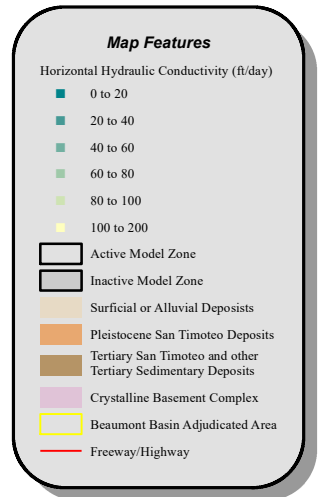 Map Features
Horizontal Hydraulic Conductivity (ft/day)
0 to 20
20 to 40
40 to 60
60 to 80
80 to 100
100 to 200
Active Model Zone
Inactive Model Zone
Surficial or Alluvial Deposists
Pleistocene San Timoteo Deposits
Tertiary San Timoteo and other
Tertiary Sedimentary Deposits
Crystalline Basement Complex
Beaumont Basin Adjudicated Area
Freeway/Highway